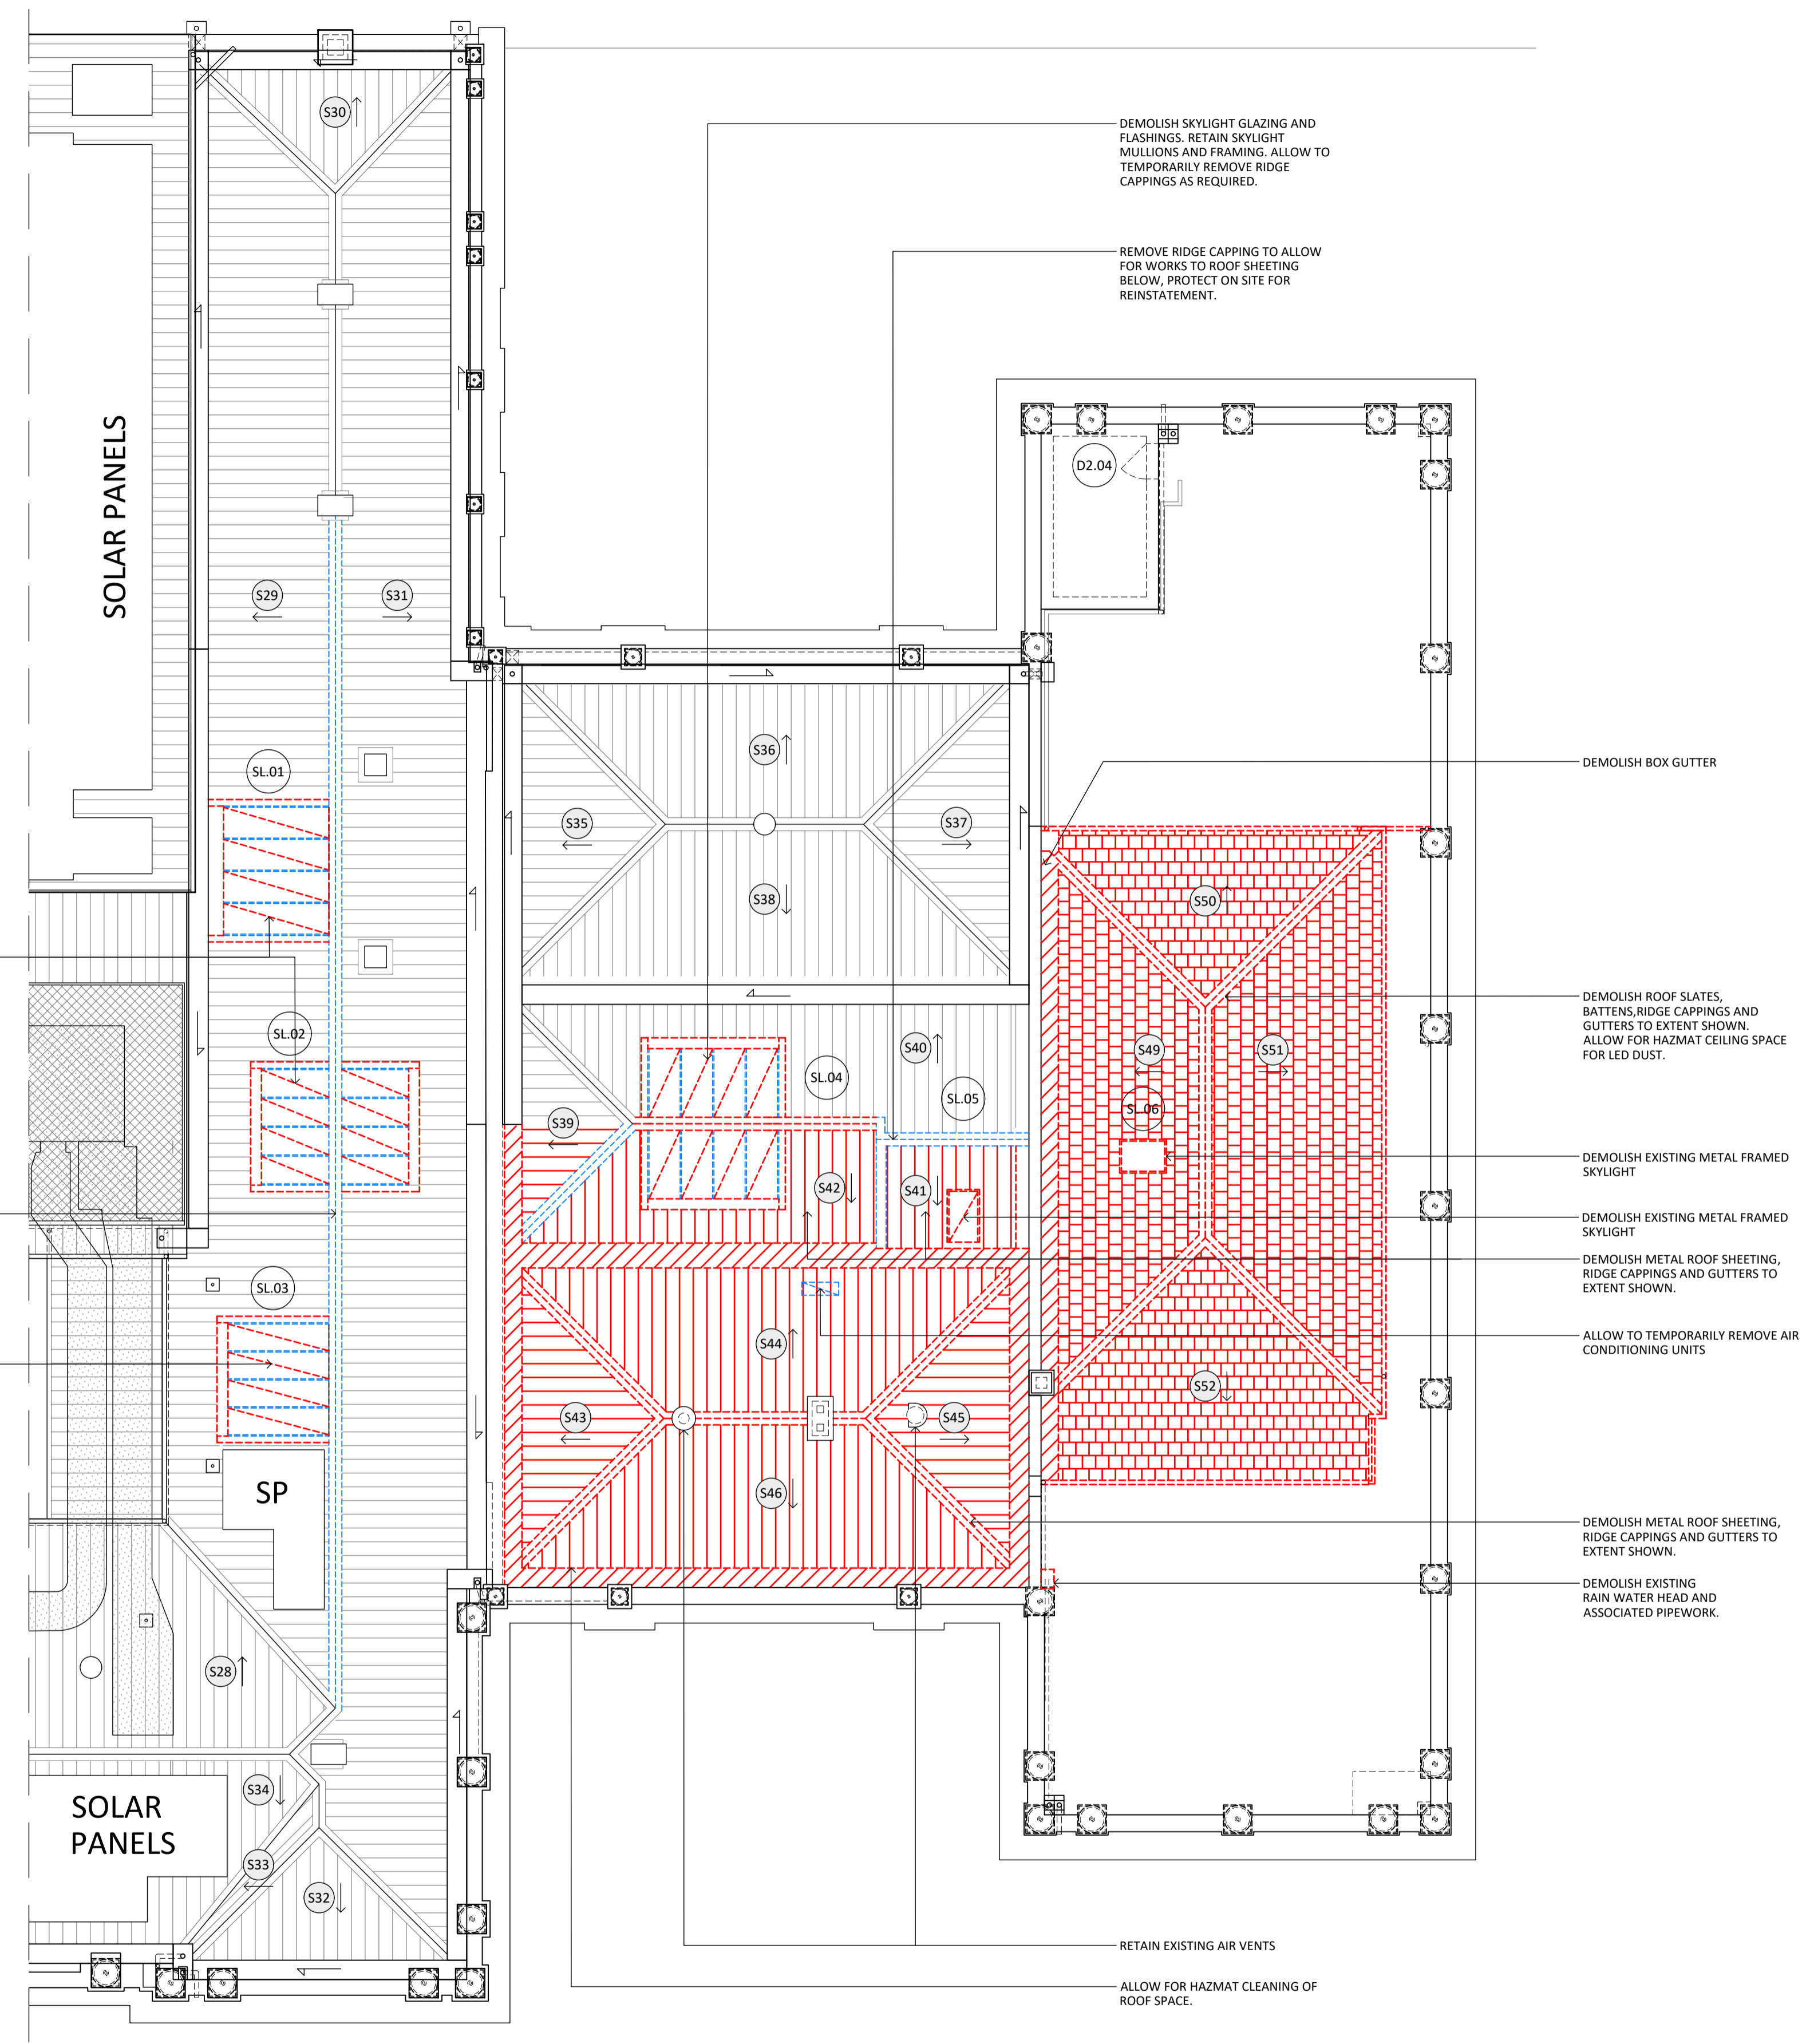 S30
DEMOLISH SKYLIGHT GLAZING AND
FLASHINGS. RETAIN SKYLIGHT
MULLIONS AND FRAMING. ALLOW TO
TEMPORARILY REMOVE RIDGE
CAPPINGS AS REQUIRED.
REMOVE RIDGE CAPPING TO ALLOW
FOR WORKS TO ROOF SHEETING
BELOW, PROTECT ON SITE FOR
REINSTATEMENT.
SOLAR PANELS
D2.04
S29
S31
SL.01
S36
S35
S37
S38
DEMOLISH BOX GUTTER
S50
DEMOLISH ROOF SLATES,
BATTENS,RIDGE CAPPINGS AND
GUTTERS TO EXTENT SHOWN.
ALLOW FOR HAZMAT CEILING SPACE
FOR LED DUST.
SL.02
S40
S49
S51
SL.04
SL.05
SL.06
S39
DEMOLISH EXISTING METAL FRAMED
SKYLIGHT
S42
S41
DEMOLISH EXISTING METAL FRAMED
SKYLIGHT
DEMOLISH METAL ROOF SHEETING,
RIDGE CAPPINGS AND GUTTERS TO
EXTENT SHOWN.
SL.03
S44
ALLOW TO TEMPORARILY REMOVE AIR
CONDITIONING UNITS
S52
S43
S45
SP
S46
DEMOLISH METAL ROOF SHEETING,
RIDGE CAPPINGS AND GUTTERS TO
EXTENT SHOWN.
DEMOLISH EXISTING
RAIN WATER HEAD AND
ASSOCIATED PIPEWORK.
S28
S34
SOLAR
PANELS
S33
S32
RETAIN EXISTING AIR VENTS
ALLOW FOR HAZMAT CLEANING OF
ROOF SPACE.